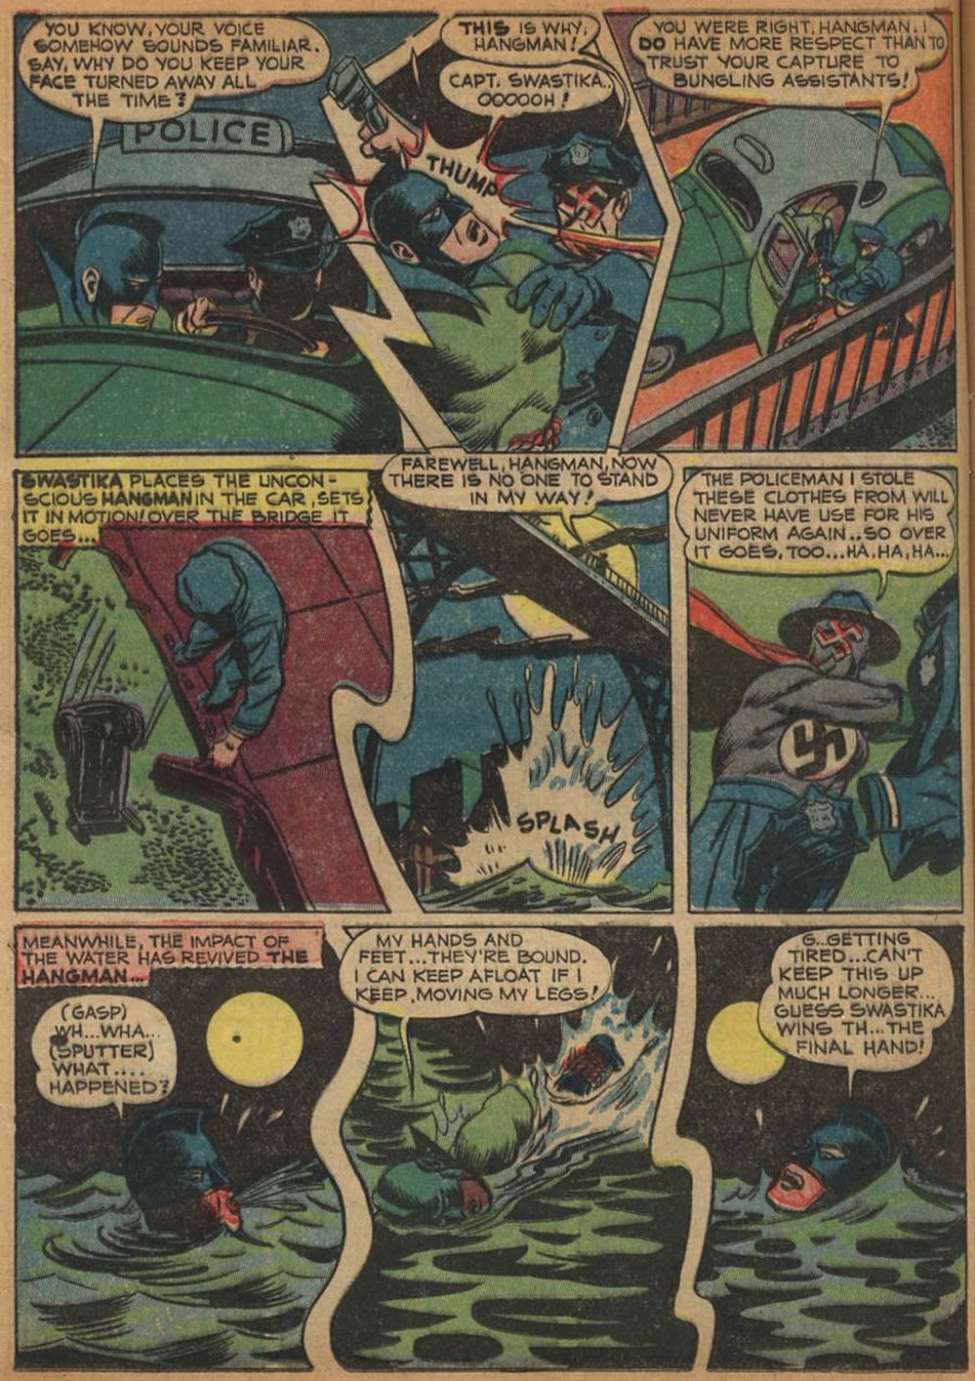 YOU KNOW, YOUR VOICE
SOMEHOW SOUNDS FAMILIAR.
SAY, WHY DO YOU KEEP YOUR
FACE TURNED AWAY ALL
THE TIME?
POLICE
THIS IS WHY,
HANGMAN!
CAPT. SWASTIKA..
OOOOOH!
THUMP
YOU WERE RIGHT, HANGMAN. I
DO HAVE MORE RESPECT THAN TO
TRUST YOUR CAPTURE TO
BUNGLING ASSISTANTS!
SWASTIKA PLACES THE UNCON-
SCIOUS HANGMAN IN THE CAR, SETS
IT IN MOTION! OVER THE BRIDGE IT
GOES...
FAREWELL, HANGMAN, NOW
THERE IS NO ONE TO STAND
IN MY WAY!
SPLASH
THE POLICEMAN I STOLE
THESE CLOTHES FROM WILL
NEVER HAVE USE FOR HIS
UNIFORM AGAIN..SO OVER
IT GOES, TOO...HA, HA, HA...
MEANWHILE, THE IMPACT OF
THE WATER HAS REVIVED THE
HANGMAN...
(GASP)
WH...WHA...
(SPUTTER)
WHAT....
HAPPENED?
MY HANDS AND
FEET...THEY'RE BOUND.
I CAN KEEP AFLOAT IF I
KEEP MOVING MY LEGS!
G..GETTING
TIRED...CAN'T
KEEP THIS UP
MUCH LONGER...
GUESS SWASTIKA
WINS TH...THE
FINAL HAND!